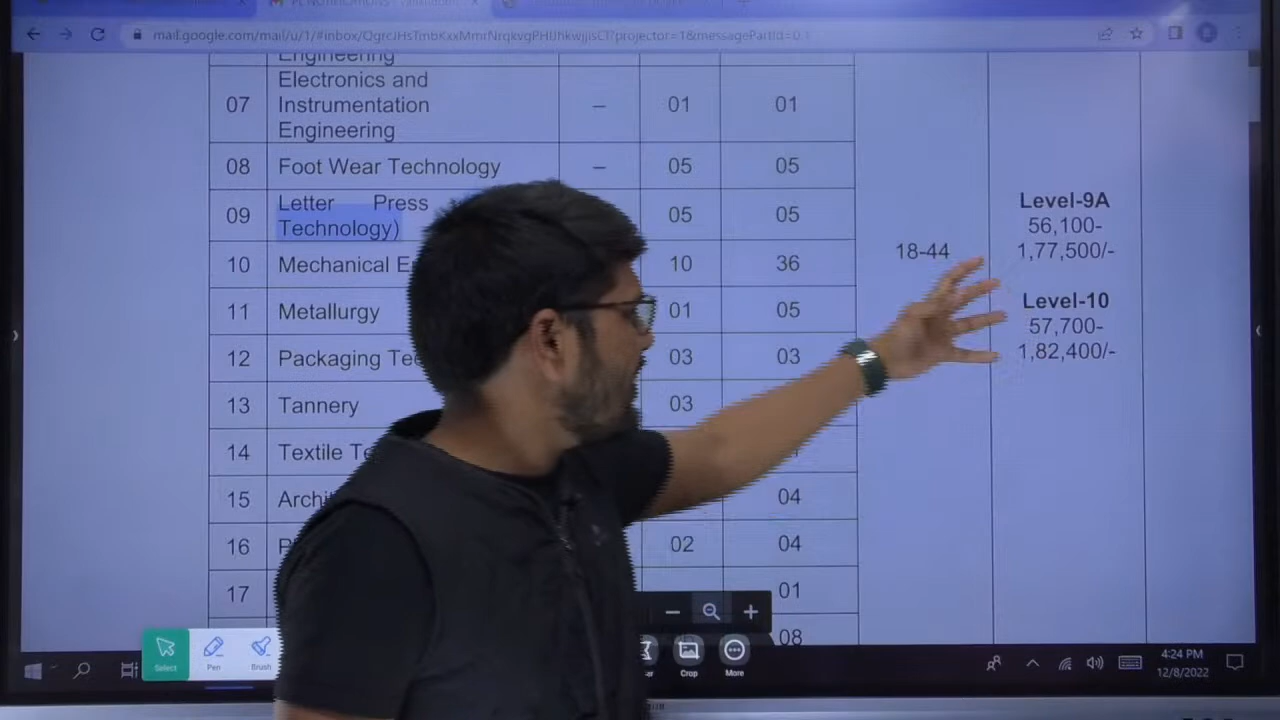 mail.google.com/mail/u/1/#inbox/
projector=1&messagePartId=0.1
Engineering
07 Electronics and Instrumentation Engineering – 01 01
08 Foot Wear Technology – 05 05
09 Letter Press Technology) 05 05
10 Mechanical E 10 36
11 Metallurgy 01 05
12 Packaging Te 03 03
13 Tannery 03
14 Textile Te
15 Archi 04
16 P 02 04
17 01
08
18-44
Level-9A
56,100-
1,77,500/-
Level-10
57,700-
1,82,400/-
Select
Pen
Brush
Crop
More
4:24 PM
12/8/2022